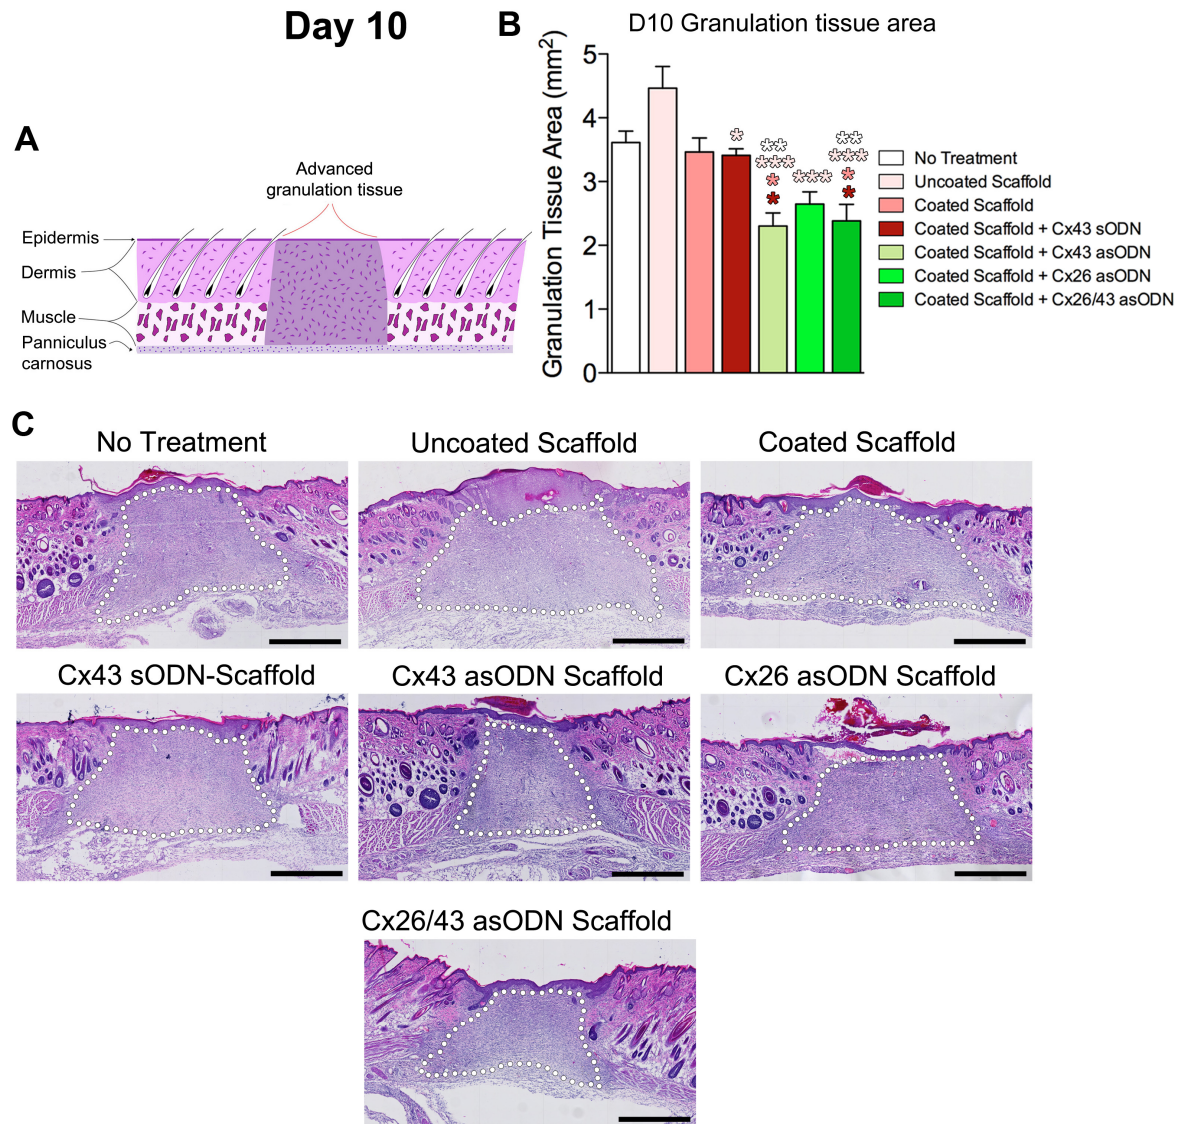 Day 10
A
Advanced
granulation tissue
Epidermis
Dermis
Muscle
Panniculus
carnosus
B
D10 Granulation tissue area
Granulation Tissue Area (mm²)
5
4
3
2
1
0
*
**
***
*
*
***
**
***
*
*
No Treatment
Uncoated Scaffold
Coated Scaffold
Coated Scaffold + Cx43 sODN
Coated Scaffold + Cx43 asODN
Coated Scaffold + Cx26 asODN
Coated Scaffold + Cx26/43 asODN
C
No Treatment
Uncoated Scaffold
Coated Scaffold
Cx43 sODN-Scaffold
Cx43 asODN Scaffold
Cx26 asODN Scaffold
Cx26/43 asODN Scaffold